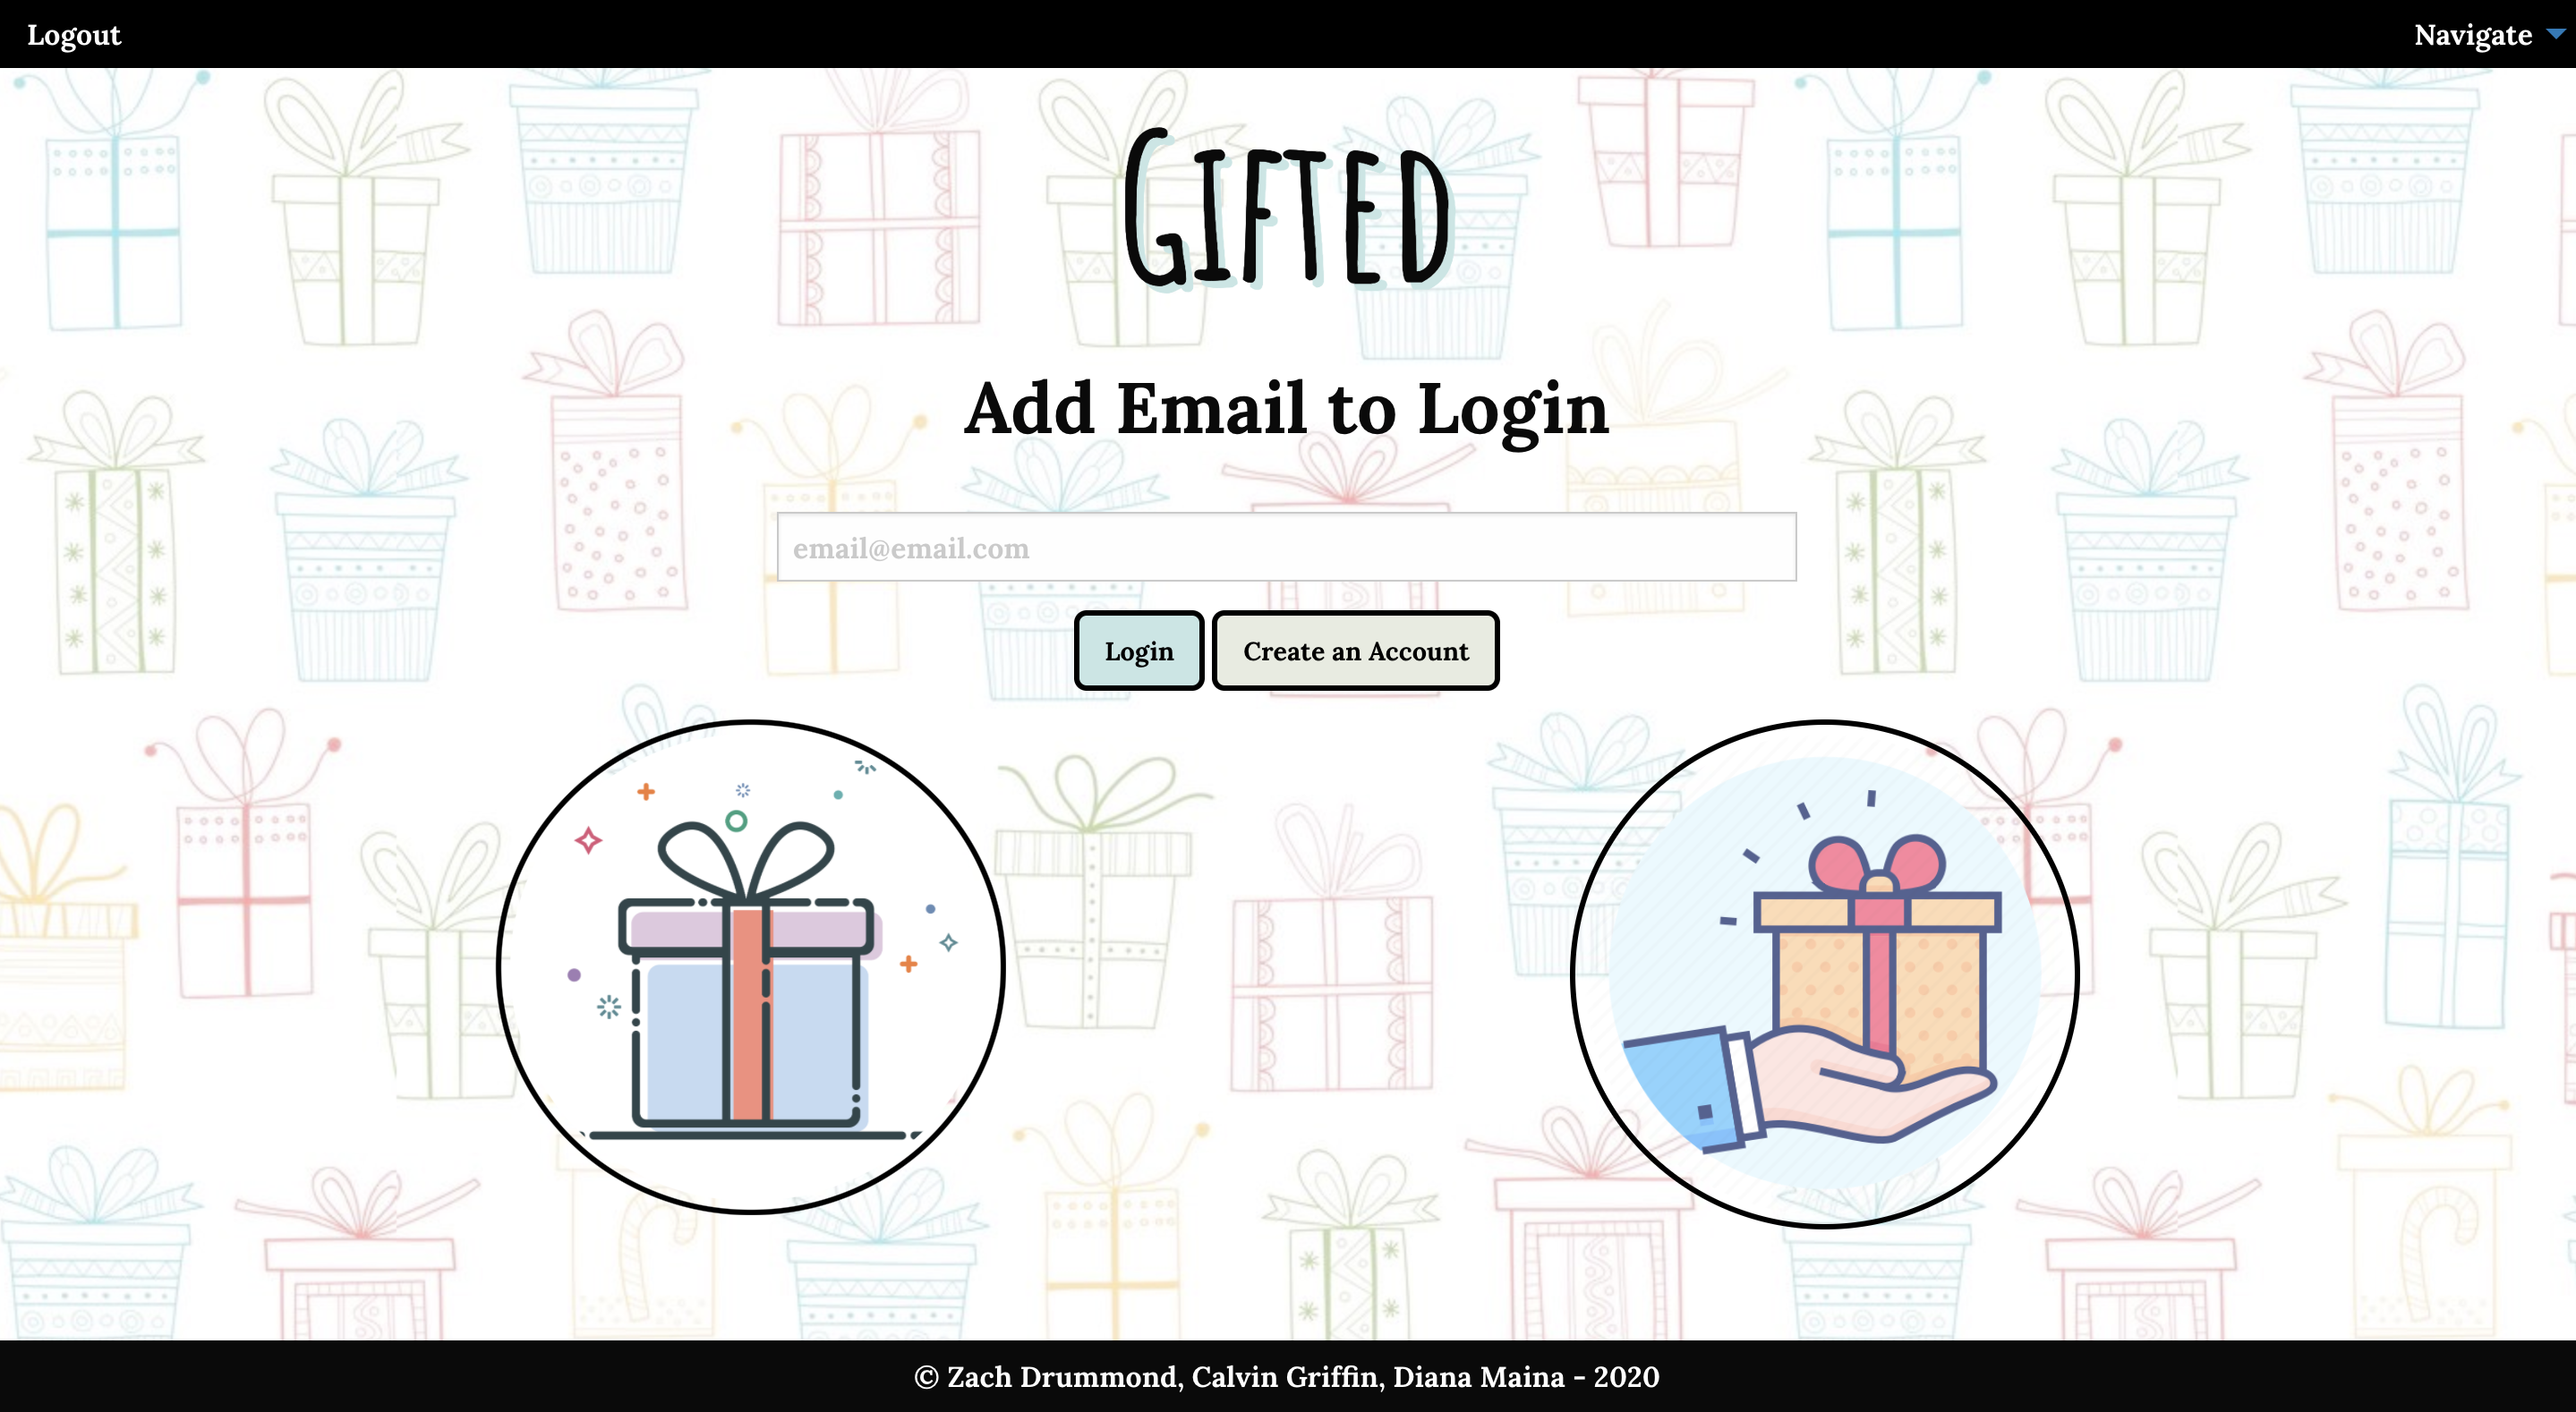 Logout
Navigate
GIFTED
Add Email to Login
email@email.com
Login
Create an Account
© Zach Drummond, Calvin Griffin, Diana Maina - 2020